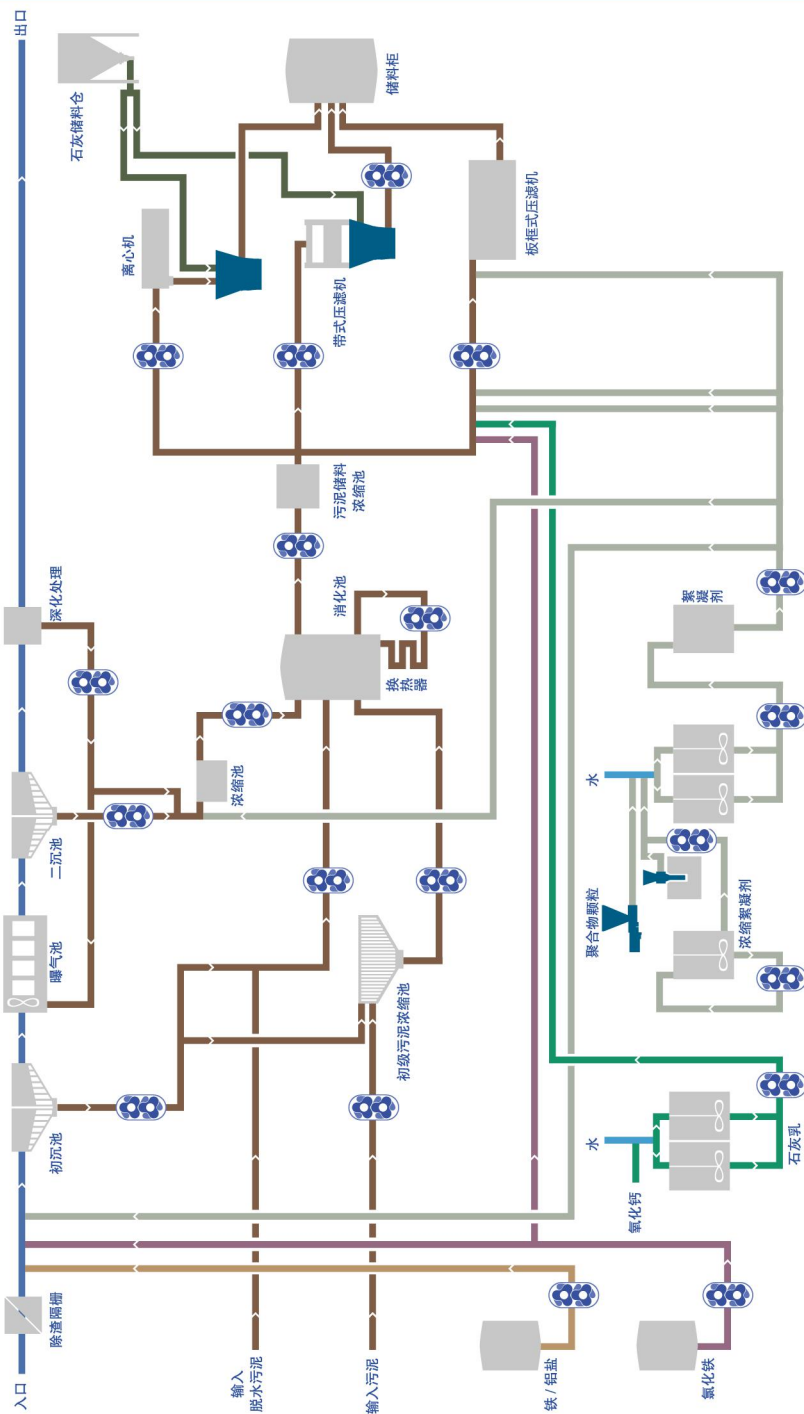 入口
除渣隔栅
初沉池
曝气池
二沉池
深化处理
出口
石灰储料仓
离心机
储料柜
带式压滤机
板框式压滤机
污泥储料
浓缩池
消化池
换热器
浓缩池
初级污泥浓缩池
输入
脱水污泥
输入污泥
铁 / 铝盐
氯化铁
水
氧化钙
石灰乳
水
聚合物颗粒
浓缩絮凝剂
絮凝剂